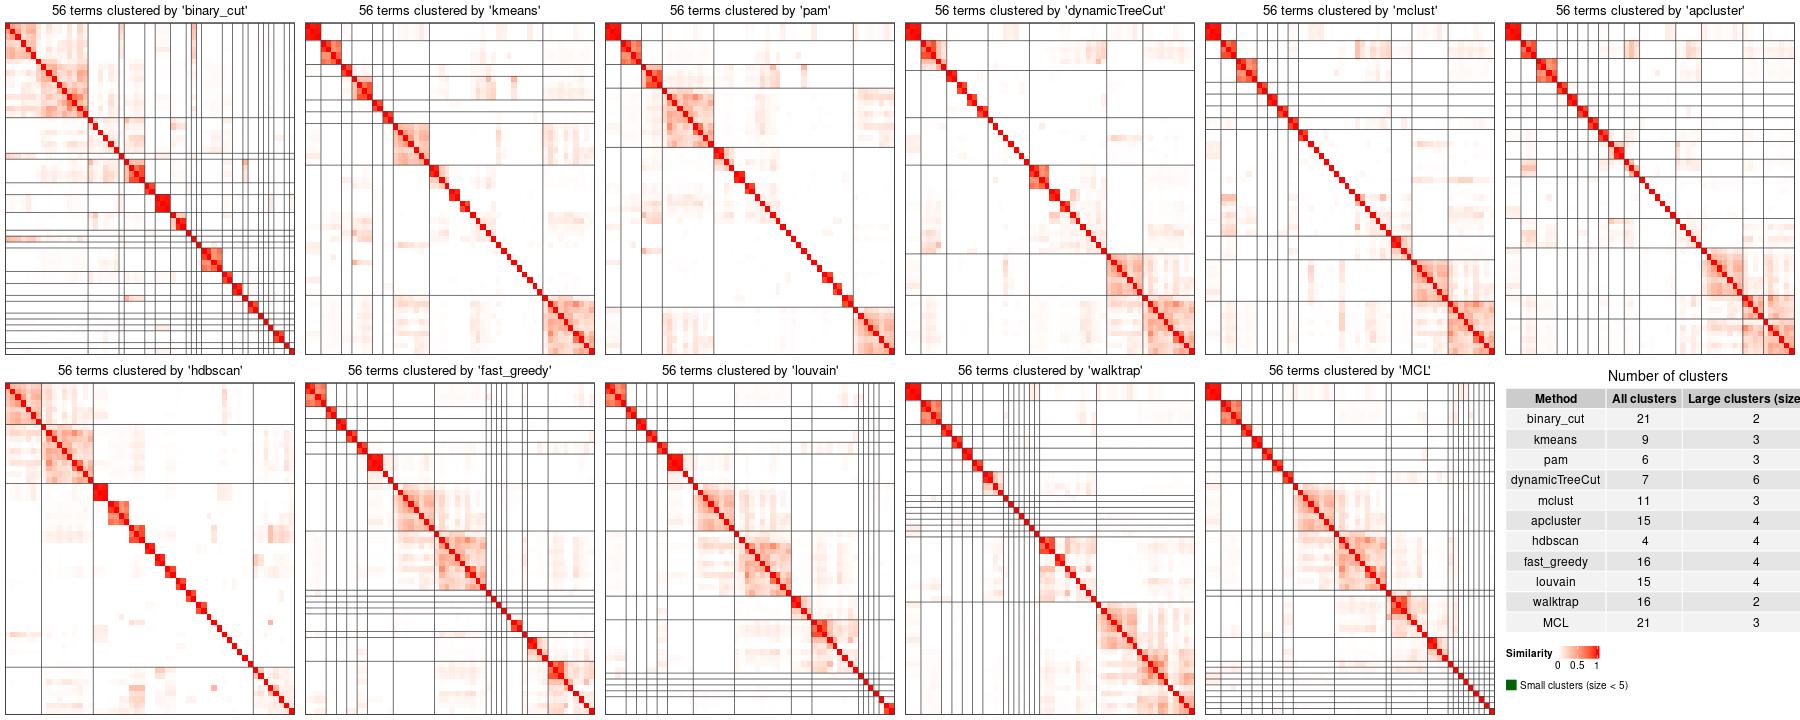 56 terms clustered by 'binary_cut'
56 terms clustered by 'kmeans'
56 terms clustered by 'pam'
56 terms clustered by 'dynamicTreeCut'
56 terms clustered by 'mclust'
56 terms clustered by 'apcluster'
56 terms clustered by 'hdbscan'
56 terms clustered by 'fast_greedy'
56 terms clustered by 'louvain'
56 terms clustered by 'walktrap'
56 terms clustered by 'MCL'
Number of clusters
Method All clusters Large clusters (size
binary_cut 21 2
kmeans 9 3
pam 6 3
dynamicTreeCut 7 6
mclust 11 3
apcluster 15 4
hdbscan 4 4
fast_greedy 16 4
louvain 15 4
walktrap 16 2
MCL 21 3
Similarity
0 0.5 1
Small clusters (size < 5)